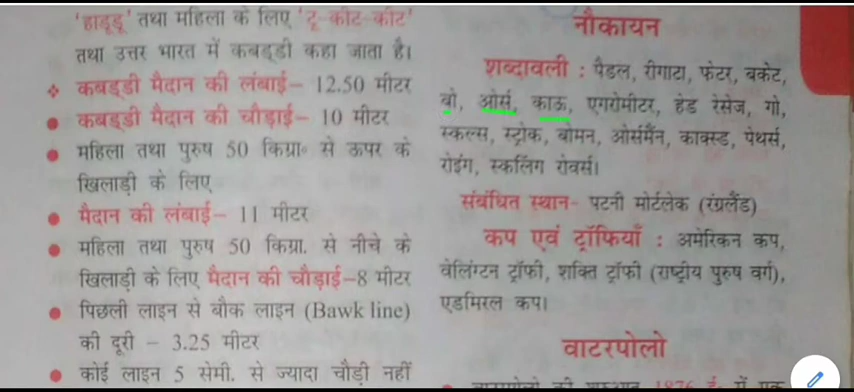 'हाडूडू' तथा महिला के लिए 'टू-कीट-कीट'
तथा उत्तर भारत में कबड्डी कहा जाता है।
कबड्डी मैदान की लंबाई– 12.50 मीटर
कबड्डी मैदान की चौड़ाई– 10 मीटर
महिला तथा पुरुष 50 किग्रा॰ से ऊपर के
खिलाड़ी के लिए
मैदान की लंबाई– 11 मीटर
महिला तथा पुरुष 50 किग्रा. से नीचे के
खिलाड़ी के लिए मैदान की चौड़ाई–8 मीटर
पिछली लाइन से बौक लाइन (Bawk line)
की दूरी – 3.25 मीटर
कोई लाइन 5 सेमी. से ज्यादा चौड़ी नहीं
नौकायन
शब्दावली : पैडल, रीगाटा, फेटर, बकेट,
बो, ओर्स, काऊ, एगरोमीटर, हेड रेसेज, गो,
स्कल्स, स्ट्रोक, बोमन, ओर्समैन, काक्स्ड, पेथर्स,
रोइंग, स्कलिंग रोवर्स।
संबंधित स्थान- पटनी मोर्टलेक (रंग्लैंड)
कप एवं ट्रॉफियाँ : अमेरिकन कप,
वेलिंग्टन ट्रॉफी, शक्ति ट्रॉफी (राष्ट्रीय पुरुष वर्ग),
एडमिरल कप।
वाटरपोलो